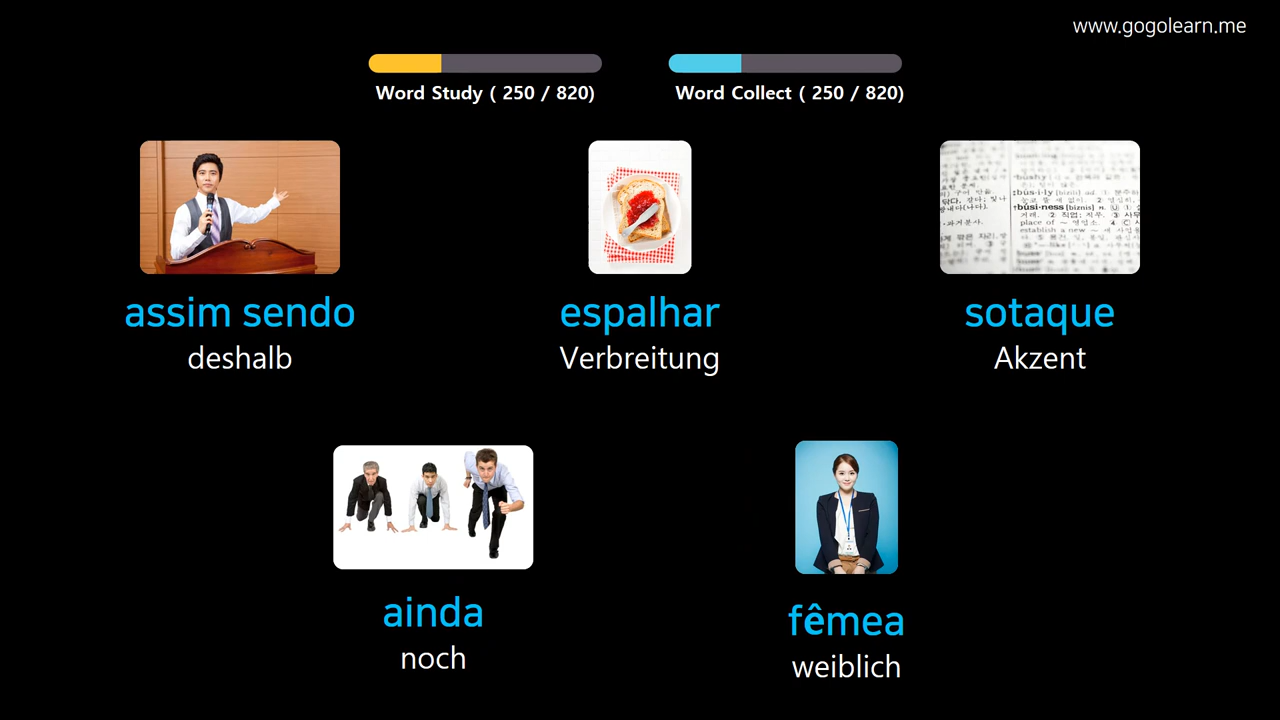 www.gogolearn.me
Word Study ( 250 / 820)
Word Collect ( 250 / 820)
assim sendo
deshalb
espalhar
Verbreitung
sotaque
Akzent
ainda
noch
fêmea
weiblich